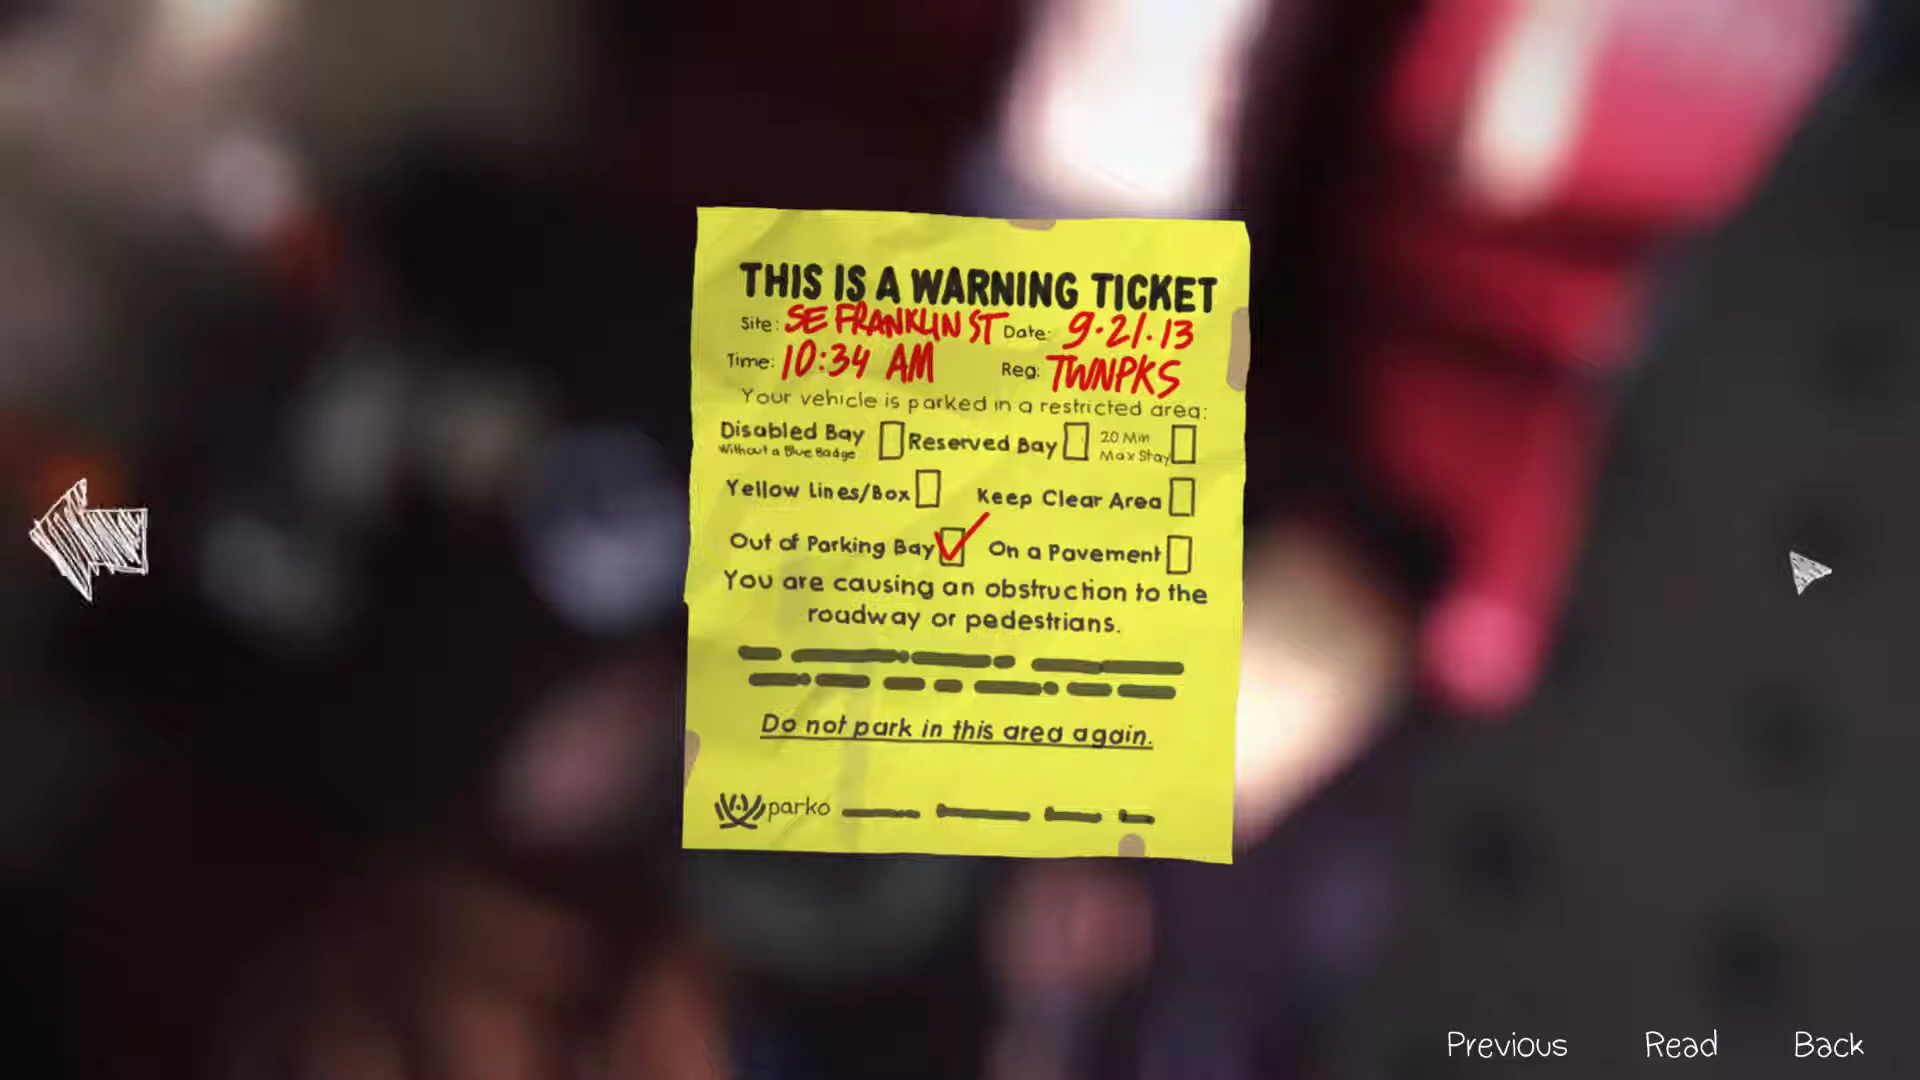 THIS IS A WARNING TICKET
Site: SE FRANKLIN ST Date: 9.21.13
Time: 10:34 AM Reg: TWNPKS
Your vehicle is parked in a restricted area:
Disabled Bay Reserved Bay 20 Min
Without a Blue Badge Max Stay
Yellow Lines/Box Keep Clear Area
Out of Parking Bay On a Pavement
You are causing an obstruction to the
roadway or pedestrians.
Do not park in this area again.
parko
Previous Read Back